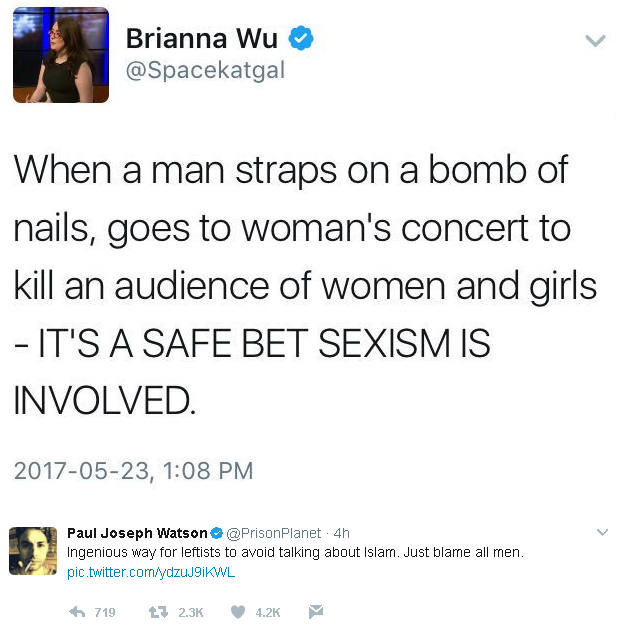 Brianna Wu
@Spacekatgal
When a man straps on a bomb of
nails, goes to woman's concert to
kill an audience of women and girls
- IT'S A SAFE BET SEXISM IS
INVOLVED.
2017-05-23, 1:08 PM
Paul Joseph Watson @PrisonPlanet · 4h
Ingenious way for leftists to avoid talking about Islam. Just blame all men.
pic.twitter.com/ydzuJ9iKWL
719 2.3K 4.2K